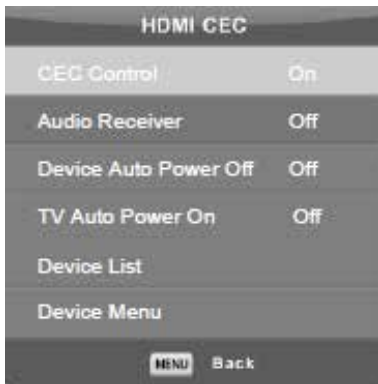 HDMI CEC
CEC Control On
Audio Receiver Off
Device Auto Power Off Off
TV Auto Power On Off
Device List
Device Menu
MENU Back